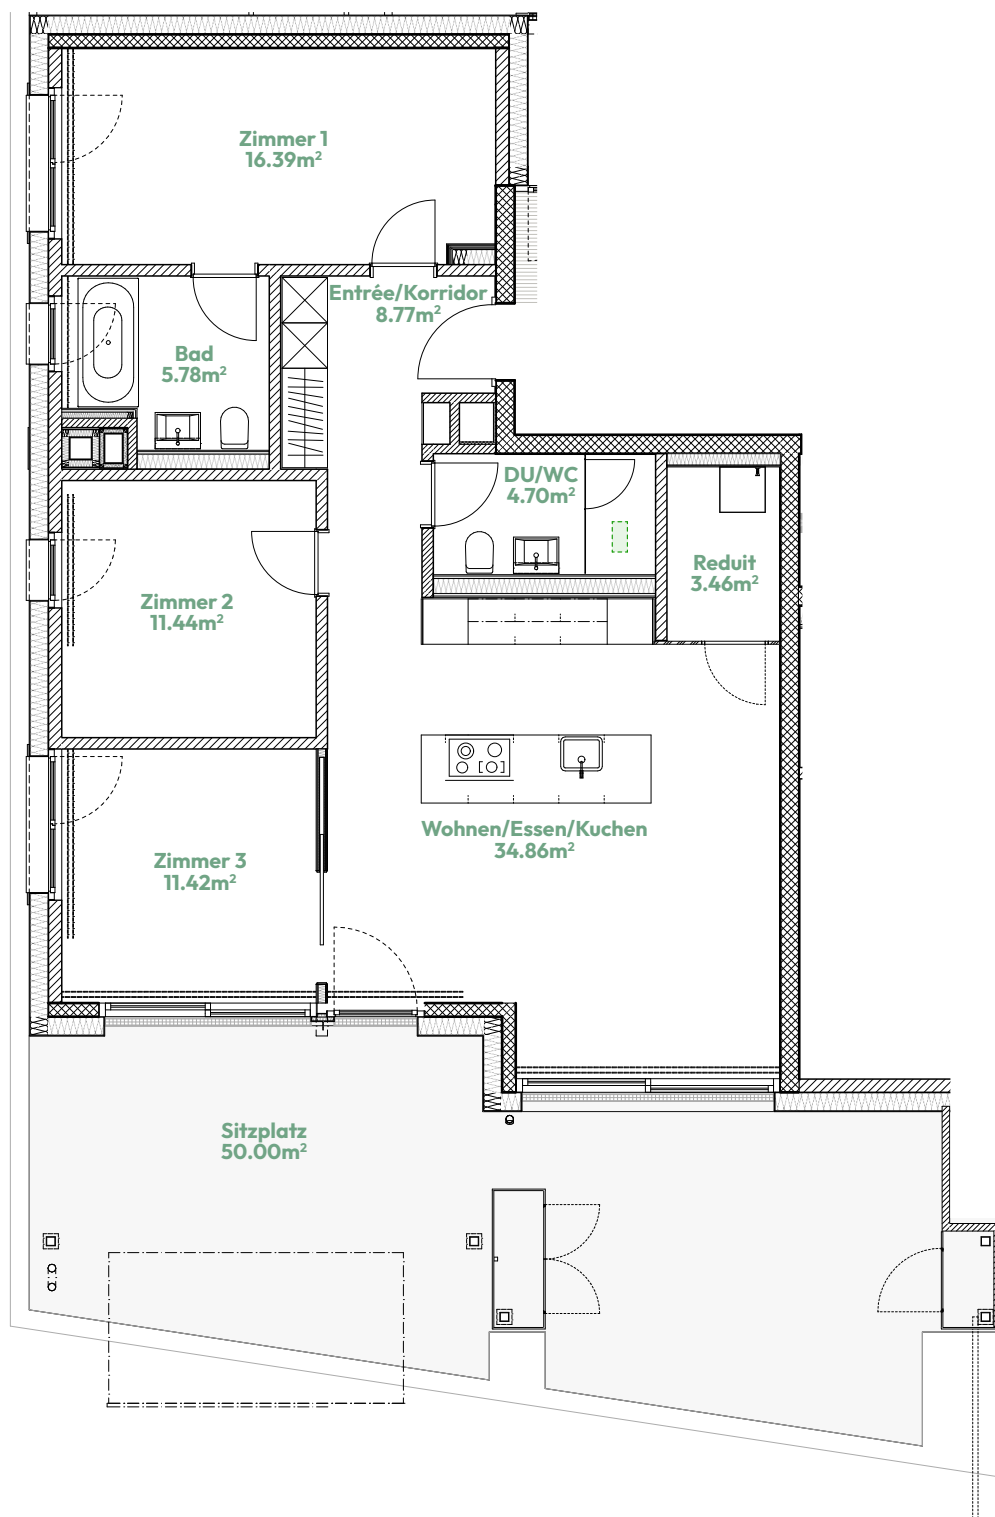 Zimmer 1
16.39m²
Entrée/Korridor
8.77m²
Bad
5.78m²
DU/WC
4.70m²
Reduit
3.46m²
Zimmer 2
11.44m²
Wohnen/Essen/Kuchen
34.86m²
Zimmer 3
11.42m²
Sitzplatz
50.00m²